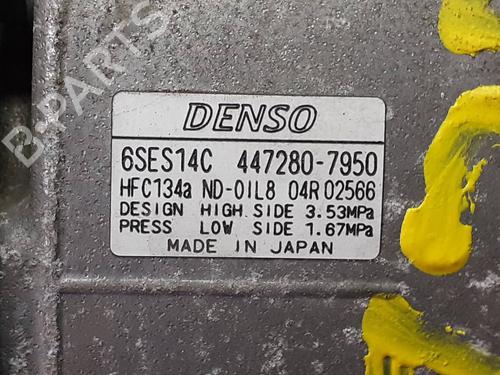 B-PARTS
DENSO
6SES14C 447280-7950
HFC134a ND-OIL8 04R02566
DESIGN HIGH SIDE 3.53MPa
PRESS LOW SIDE 1.67MPa
MADE IN JAPAN